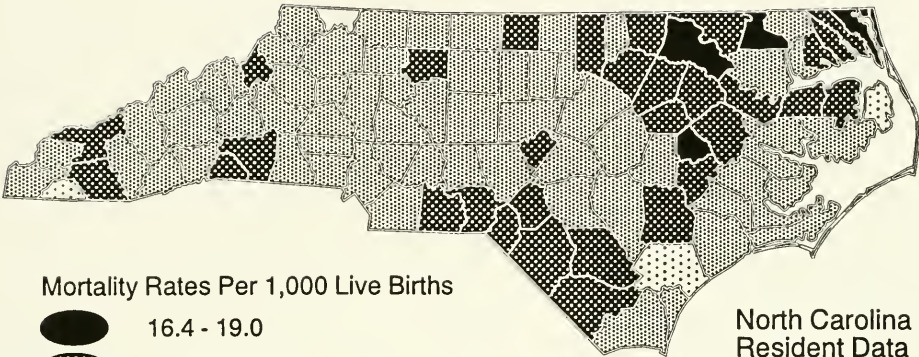 Mortality Rates Per 1,000 Live Births
16.4 - 19.0
North Carolina
Resident Data